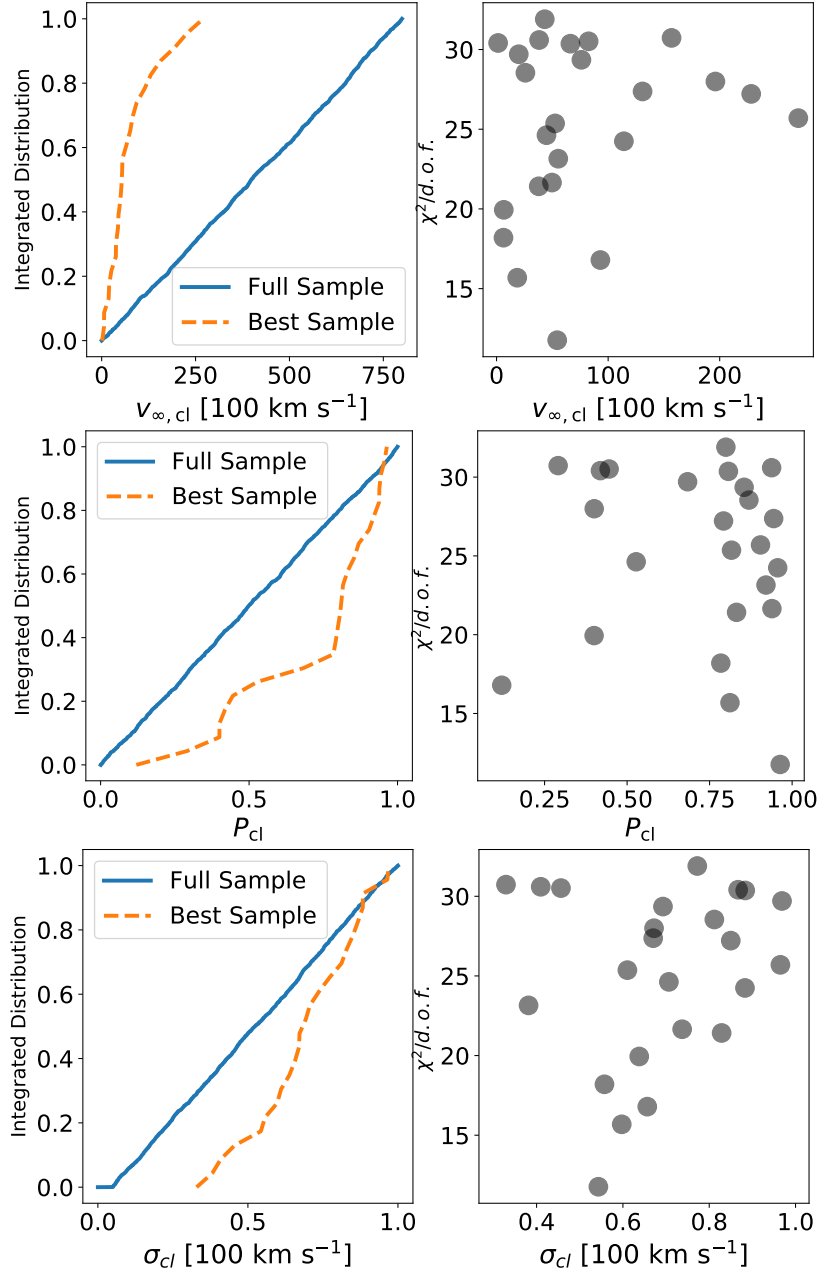 1.0
0.8
0.6
0.4
0.2
0.0
Integrated Distribution
Full Sample
Best Sample
0 250 500 750
v∞, cl [100 km s−1]
30
25
20
15
χ2/d. o. f.
0 100 200
v∞, cl [100 km s−1]
1.0
0.8
0.6
0.4
0.2
0.0
Integrated Distribution
Full Sample
Best Sample
0.0 0.5 1.0
Pcl
30
25
20
15
χ2/d. o. f.
0.25 0.50 0.75 1.00
Pcl
1.0
0.8
0.6
0.4
0.2
0.0
Integrated Distribution
Full Sample
Best Sample
0.0 0.5 1.0
σcl [100 km s−1]
30
25
20
15
χ2/d. o. f.
0.4 0.6 0.8 1.0
σcl [100 km s−1]